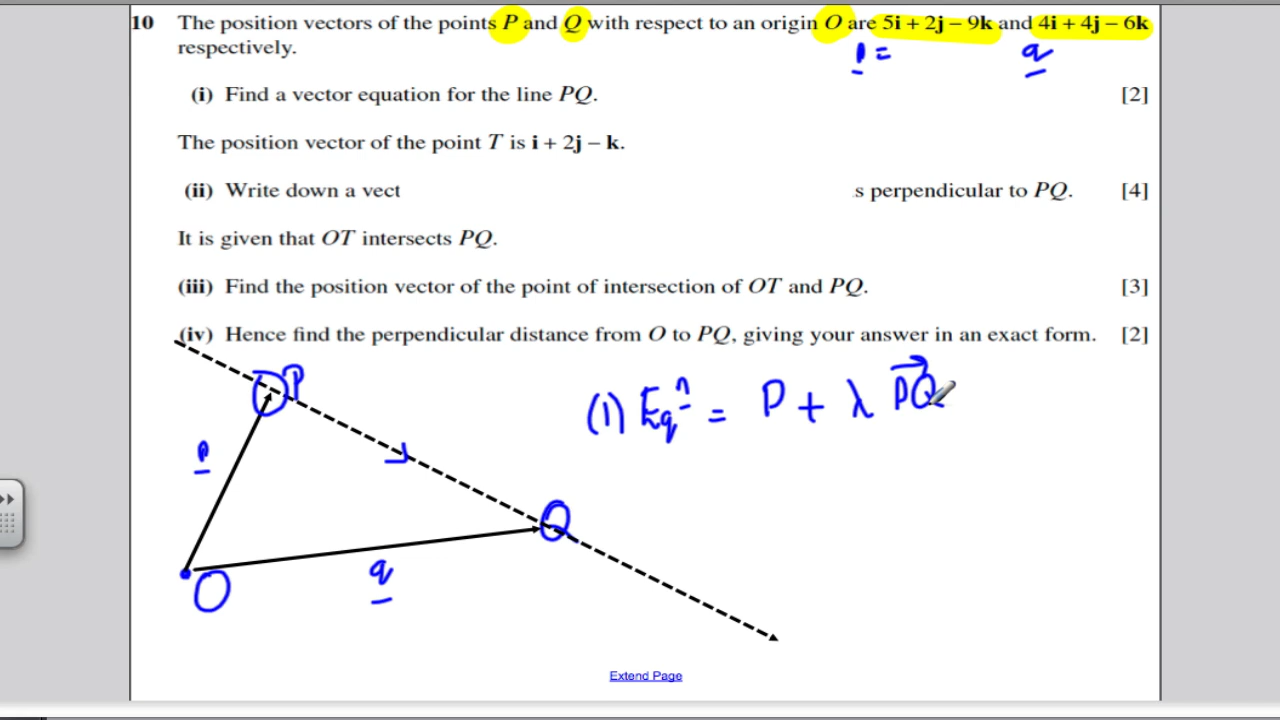 10 The position vectors of the points P and Q with respect to an origin O are 5i + 2j − 9k and 4i + 4j − 6k
respectively.
p = q
(i) Find a vector equation for the line PQ. [2]
The position vector of the point T is i + 2j − k.
(ii) Write down a vect s perpendicular to PQ. [4]
It is given that OT intersects PQ.
(iii) Find the position vector of the point of intersection of OT and PQ. [3]
(iv) Hence find the perpendicular distance from O to PQ, giving your answer in an exact form. [2]
P
(1) Eqⁿ = P + λ PQ
p
Q
q
O
Extend Page